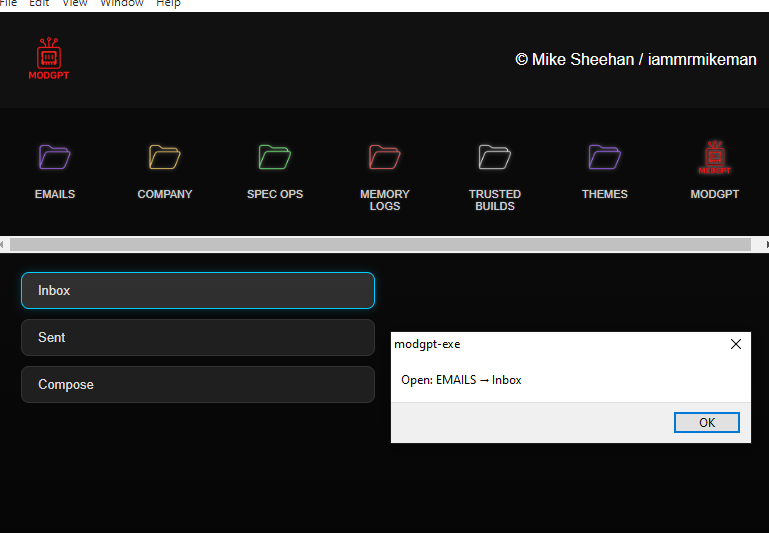 File Edit View Window Help
MODGPT
© Mike Sheehan / iammrmikeman
EMAILS
COMPANY
SPEC OPS
MEMORY
LOGS
TRUSTED
BUILDS
THEMES
MODGPT
MODGPT
Inbox
Sent
Compose
modgpt-exe
Open: EMAILS → Inbox
OK